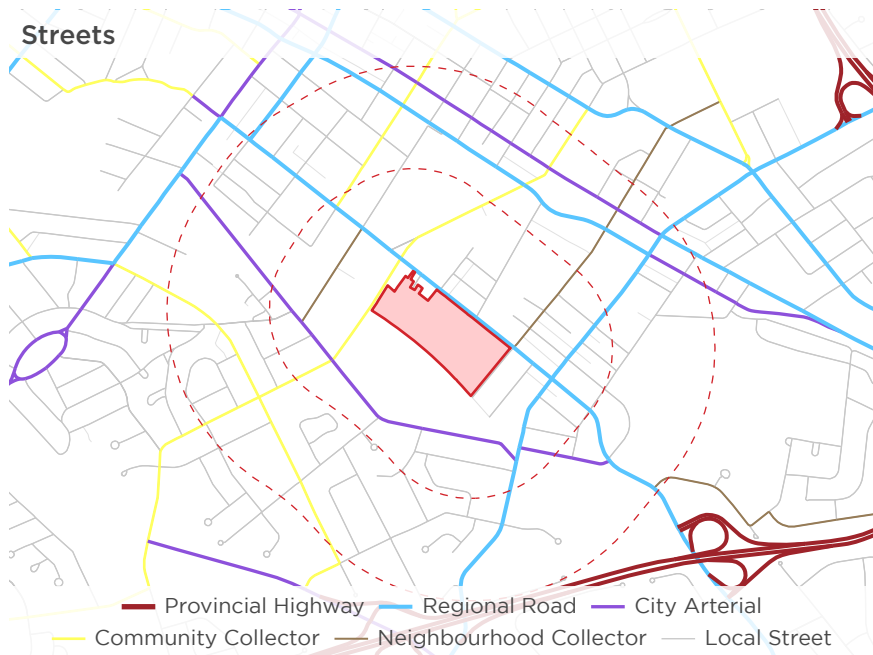 Streets
Provincial Highway Regional Road City Arterial
Community Collector Neighbourhood Collector Local Street